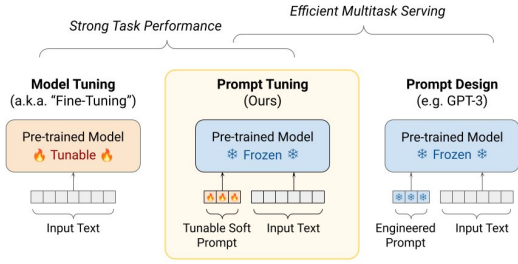 Strong Task Performance
Efficient Multitask Serving
Model Tuning
(a.k.a. “Fine-Tuning”)
Pre-trained Model
Tunable
Input Text
Prompt Tuning
(Ours)
Pre-trained Model
Frozen
Tunable Soft
Prompt
Input Text
Prompt Design
(e.g. GPT-3)
Pre-trained Model
Frozen
Engineered
Prompt
Input Text